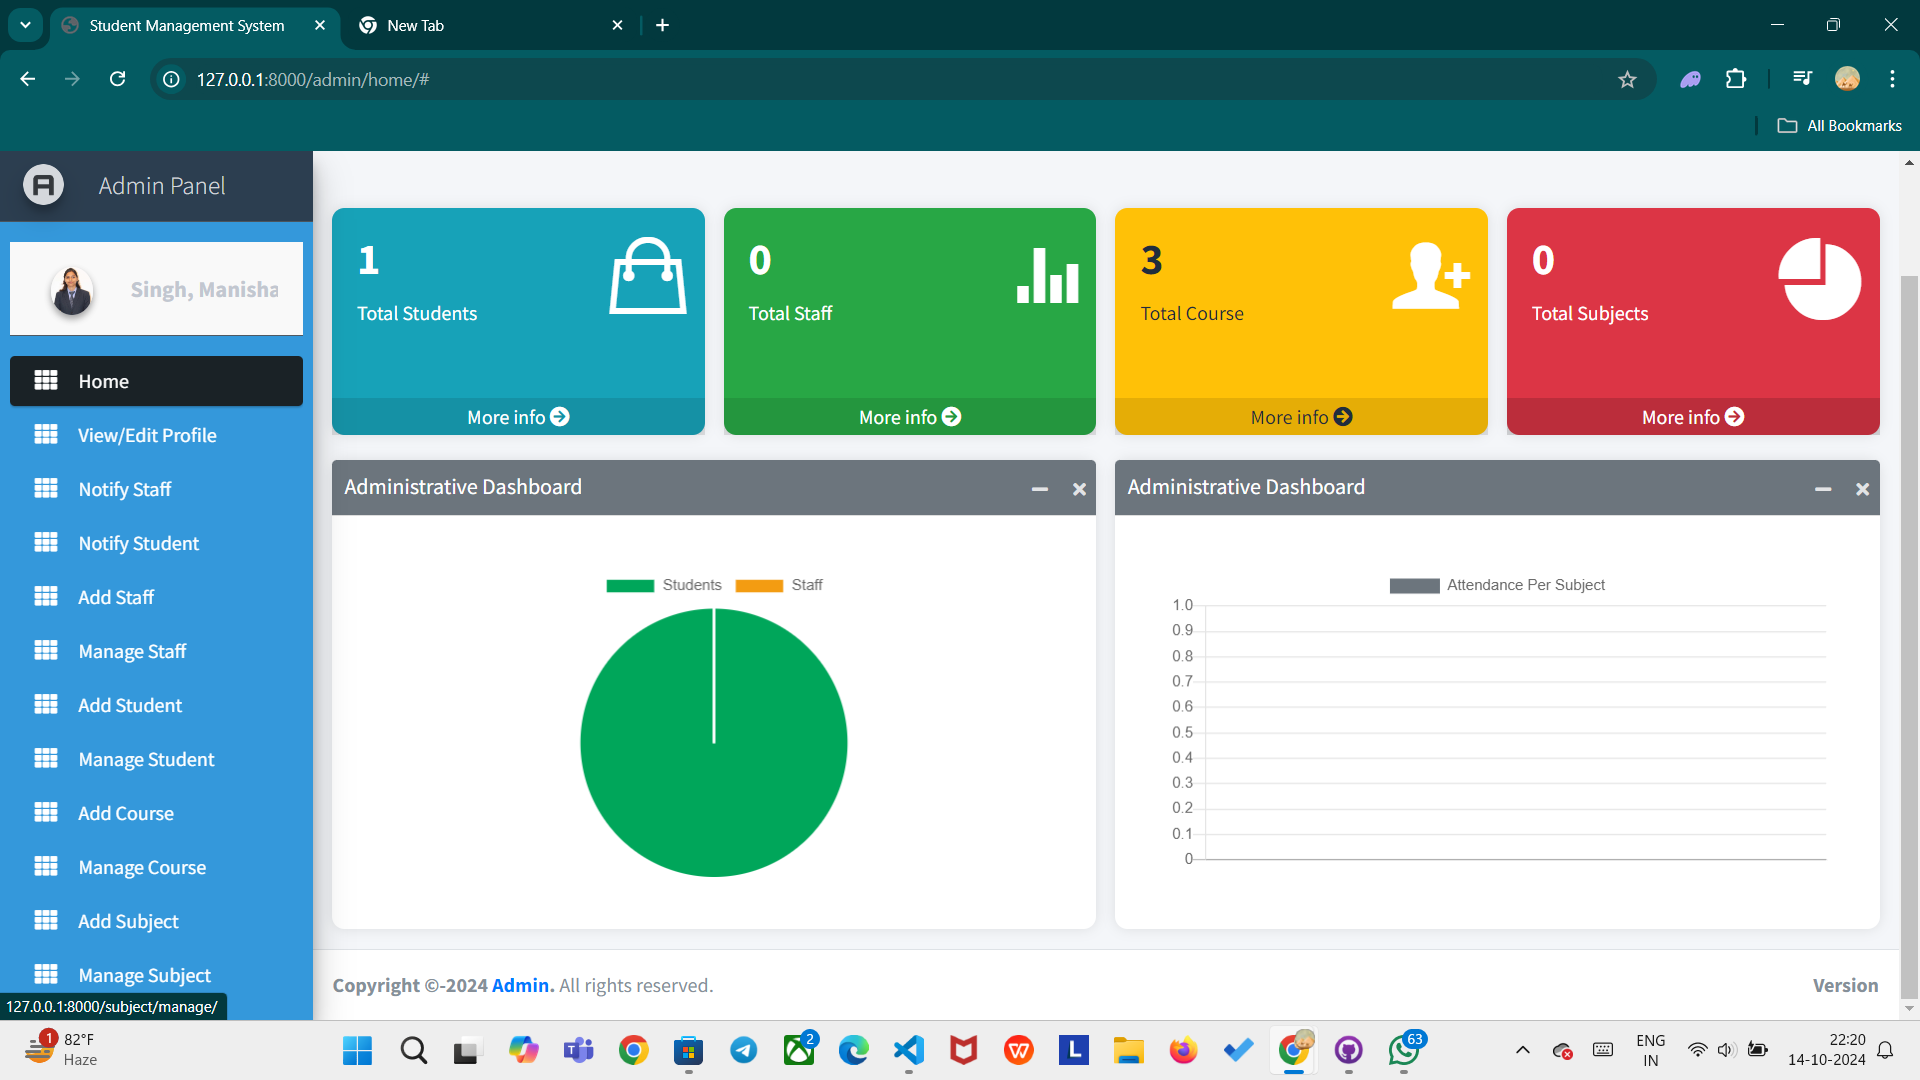 Student Management System
New Tab
127.0.0.1:8000/admin/home/#
All Bookmarks
Admin Panel
Singh, Manisha
Home
View/Edit Profile
Notify Staff
Notify Student
Add Staff
Manage Staff
Add Student
Manage Student
Add Course
Manage Course
Add Subject
Manage Subject
127.0.0.1:8000/subject/manage/
1
Total Students
More info
0
Total Staff
More info
3
Total Course
More info
0
Total Subjects
More info
Administrative Dashboard
Students Staff
Administrative Dashboard
Attendance Per Subject
1.0
0.9
0.8
0.7
0.6
0.5
0.4
0.3
0.2
0.1
0
Copyright ©-2024 Admin. All rights reserved.
Version
1
82°F
Haze
2
63
ENG
IN
22:20
14-10-2024